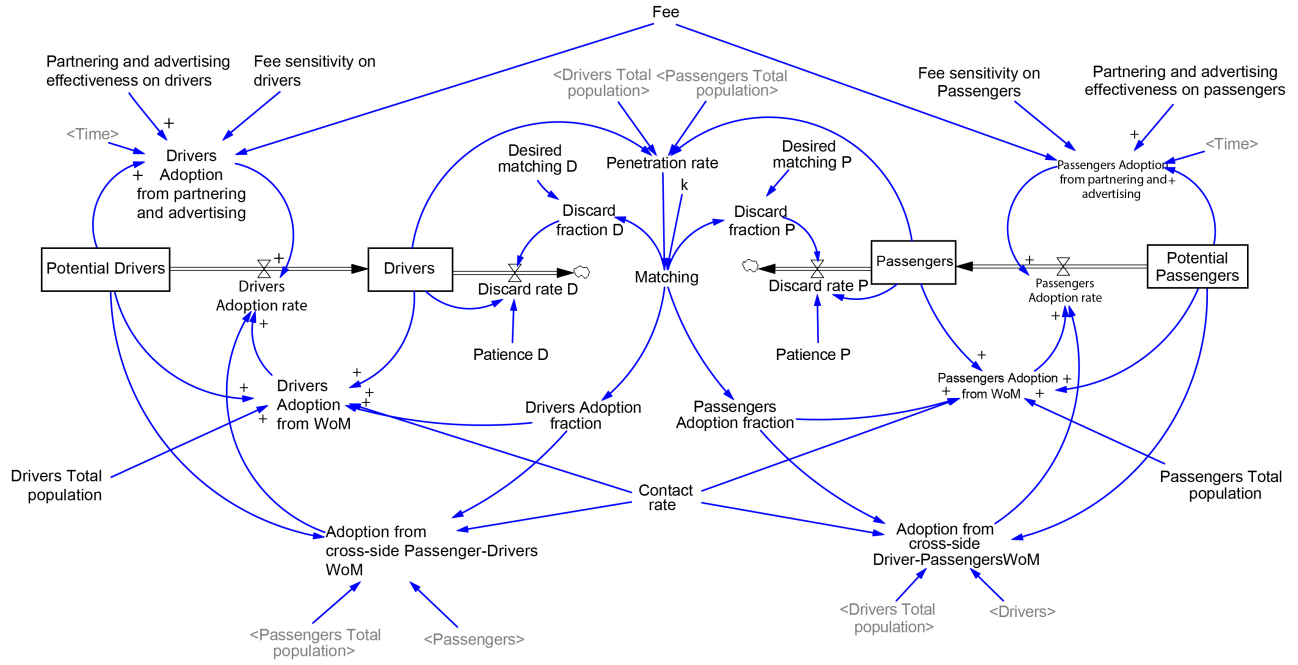 Fee
Partnering and advertising
effectiveness on drivers
Fee sensitivity on
drivers
<Drivers Total
population>
<Passengers Total
population>
Fee sensitivity on
Passengers
Partnering and advertising
effectiveness on passengers
<Time>
+
Drivers
Adoption
from partnering
and advertising
+
Desired
matching D
Penetration rate
k
Desired
matching P
+
<Time>
Passengers Adoption
from partnering and
advertising
+
Discard
fraction D
Discard
fraction P
Potential Drivers
+
Drivers
Adoption rate
Drivers
Discard rate D
Matching
Discard rate P
Passengers
+
Passengers
Adoption rate
Potential
Passengers
+
+
Patience D
Patience P
+
+
+
+
+
Drivers
Adoption
from WoM
+
Drivers Adoption
fraction
Passengers
Adoption fraction
+
Passengers Adoption
from WoM
+
+
+
Drivers Total
population
Contact
rate
Passengers Total
population
Adoption from
cross-side Passenger-Drivers
WoM
Adoption from
cross-side
Driver-PassengersWoM
<Passengers Total
population>
<Passengers>
<Drivers Total
population>
<Drivers>